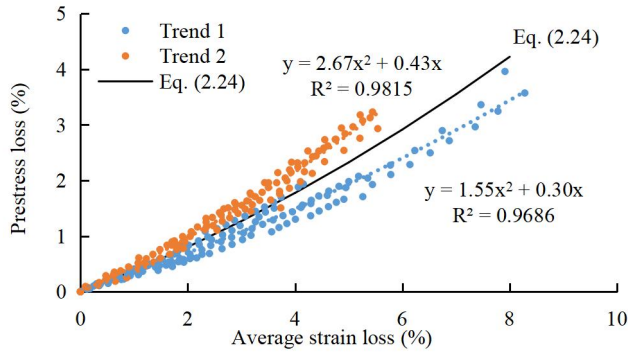 5
Trend 1
Trend 2
Eq. (2.24)
Eq. (2.24)
y = 2.67x² + 0.43x
R² = 0.9815
4
3
2
1
0
Prestress loss (%)
y = 1.55x² + 0.30x
R² = 0.9686
0 2 4 6 8 10
Average strain loss (%)